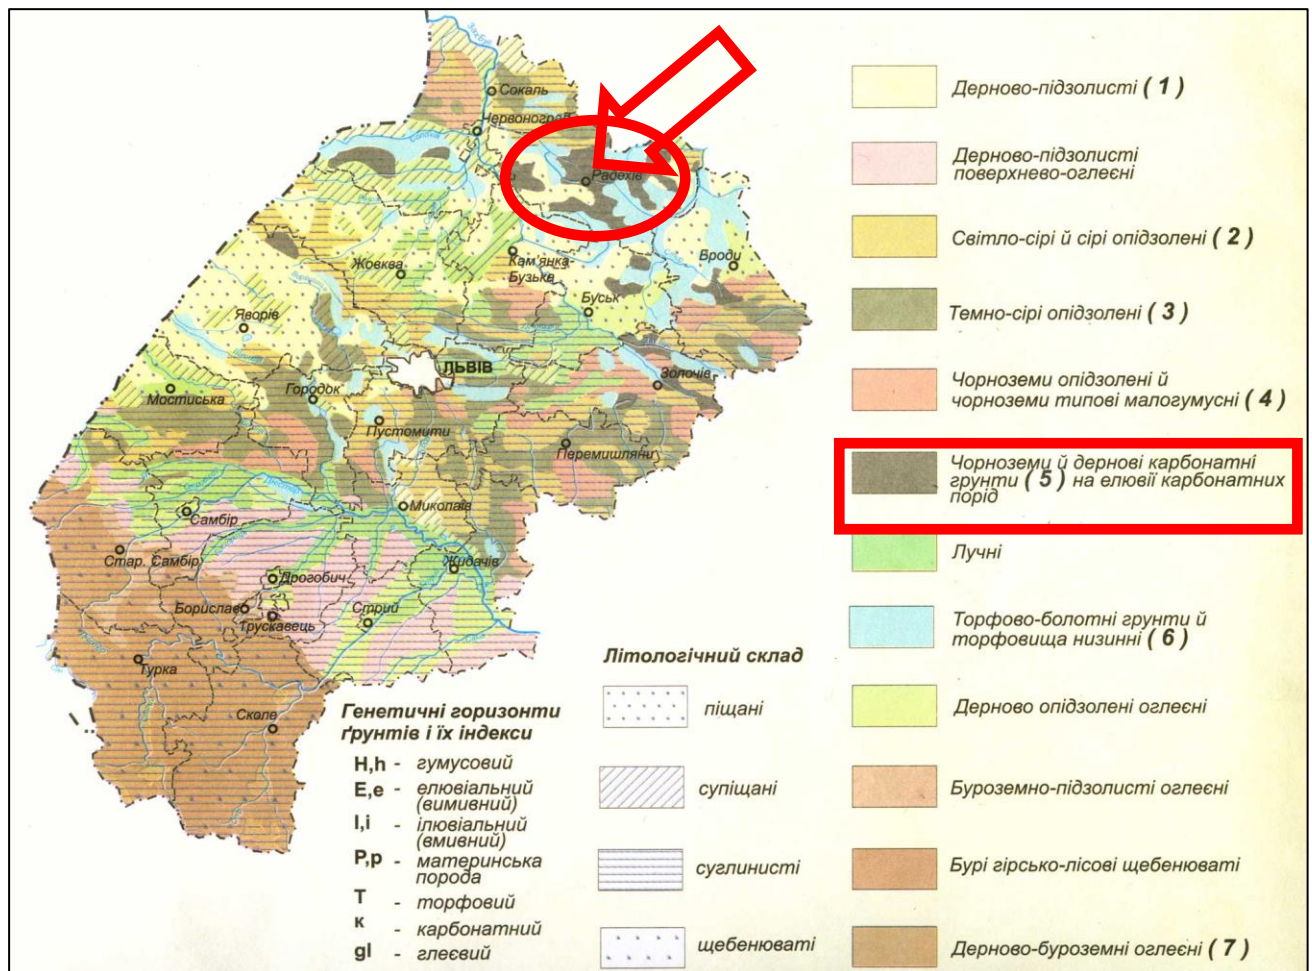 Зах.Буг
Сокаль
Червоноград
Солокія
Радехів
Броди
Кам'янка-
Бузька
Жовква
Буськ
Яворів
ЛЬВІВ
Золочів
Городок
Мостиська
Пустомити
Перемишляни
Миколаїв
Самбір
Стар. Самбір
Дрогобич
Жидачів
Борислав
Трускавець
Стрий
Турка
Сколе
Генетичні горизонти
ґрунтів і їх індекси
H,h - гумусовий
E,e - елювіальний
(вимивний)
I,i - ілювіальний
(вмивний)
P,p - материнська
порода
T - торфовий
к - карбонатний
gl - глеєвий
Літологічний склад
піщані
супіщані
суглинисті
щебенюваті
Дерново-підзолисті ( 1 )
Дерново-підзолисті
поверхнево-оглеєні
Світло-сірі й сірі опідзолені ( 2 )
Темно-сірі опідзолені ( 3 )
Чорноземи опідзолені й
чорноземи типові малогумусні ( 4 )
Чорноземи й дернові карбонатні
грунти ( 5 ) на елювії карбонатних
порід
Лучні
Торфово-болотні грунти й
торфовища низинні ( 6 )
Дерново опідзолені оглеєні
Буроземно-підзолисті оглеєні
Бурі гірсько-лісові щебенюваті
Дерново-буроземні оглеєні ( 7 )